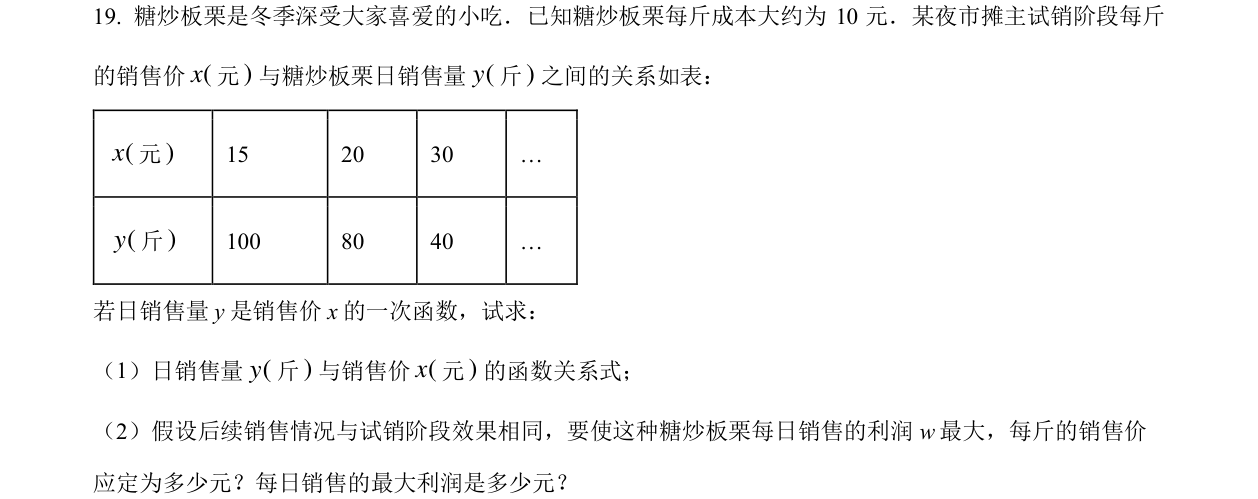 19. 糖炒板栗是冬季深受大家喜爱的小吃．已知糖炒板栗每斤成本大约为 10 元．某夜市摊主试销阶段每斤
的销售价 x( 元 ) 与糖炒板栗日销售量 y( 斤 ) 之间的关系如表：
x( 元 ) 15 20 30 …
y( 斤 ) 100 80 40 …
若日销售量 y 是销售价 x 的一次函数，试求：
（1）日销售量 y( 斤 ) 与销售价 x( 元 ) 的函数关系式；
（2）假设后续销售情况与试销阶段效果相同，要使这种糖炒板栗每日销售的利润 w 最大，每斤的销售价
应定为多少元？每日销售的最大利润是多少元？